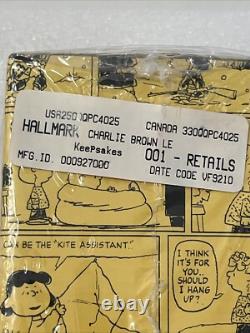 USA2500QPC4025 CANADA 3300QPC4025
HALLMARK CHARLIE BROWN LE
Keepsakes 001 - RETAILS
MFG.ID. 000927000 DATE CODE VF9210
CAN BE THE "KITE ASSISTANT."
I THINK
IT'S FOR
YOU...
SHOULD I
HANG
UP?
ebay